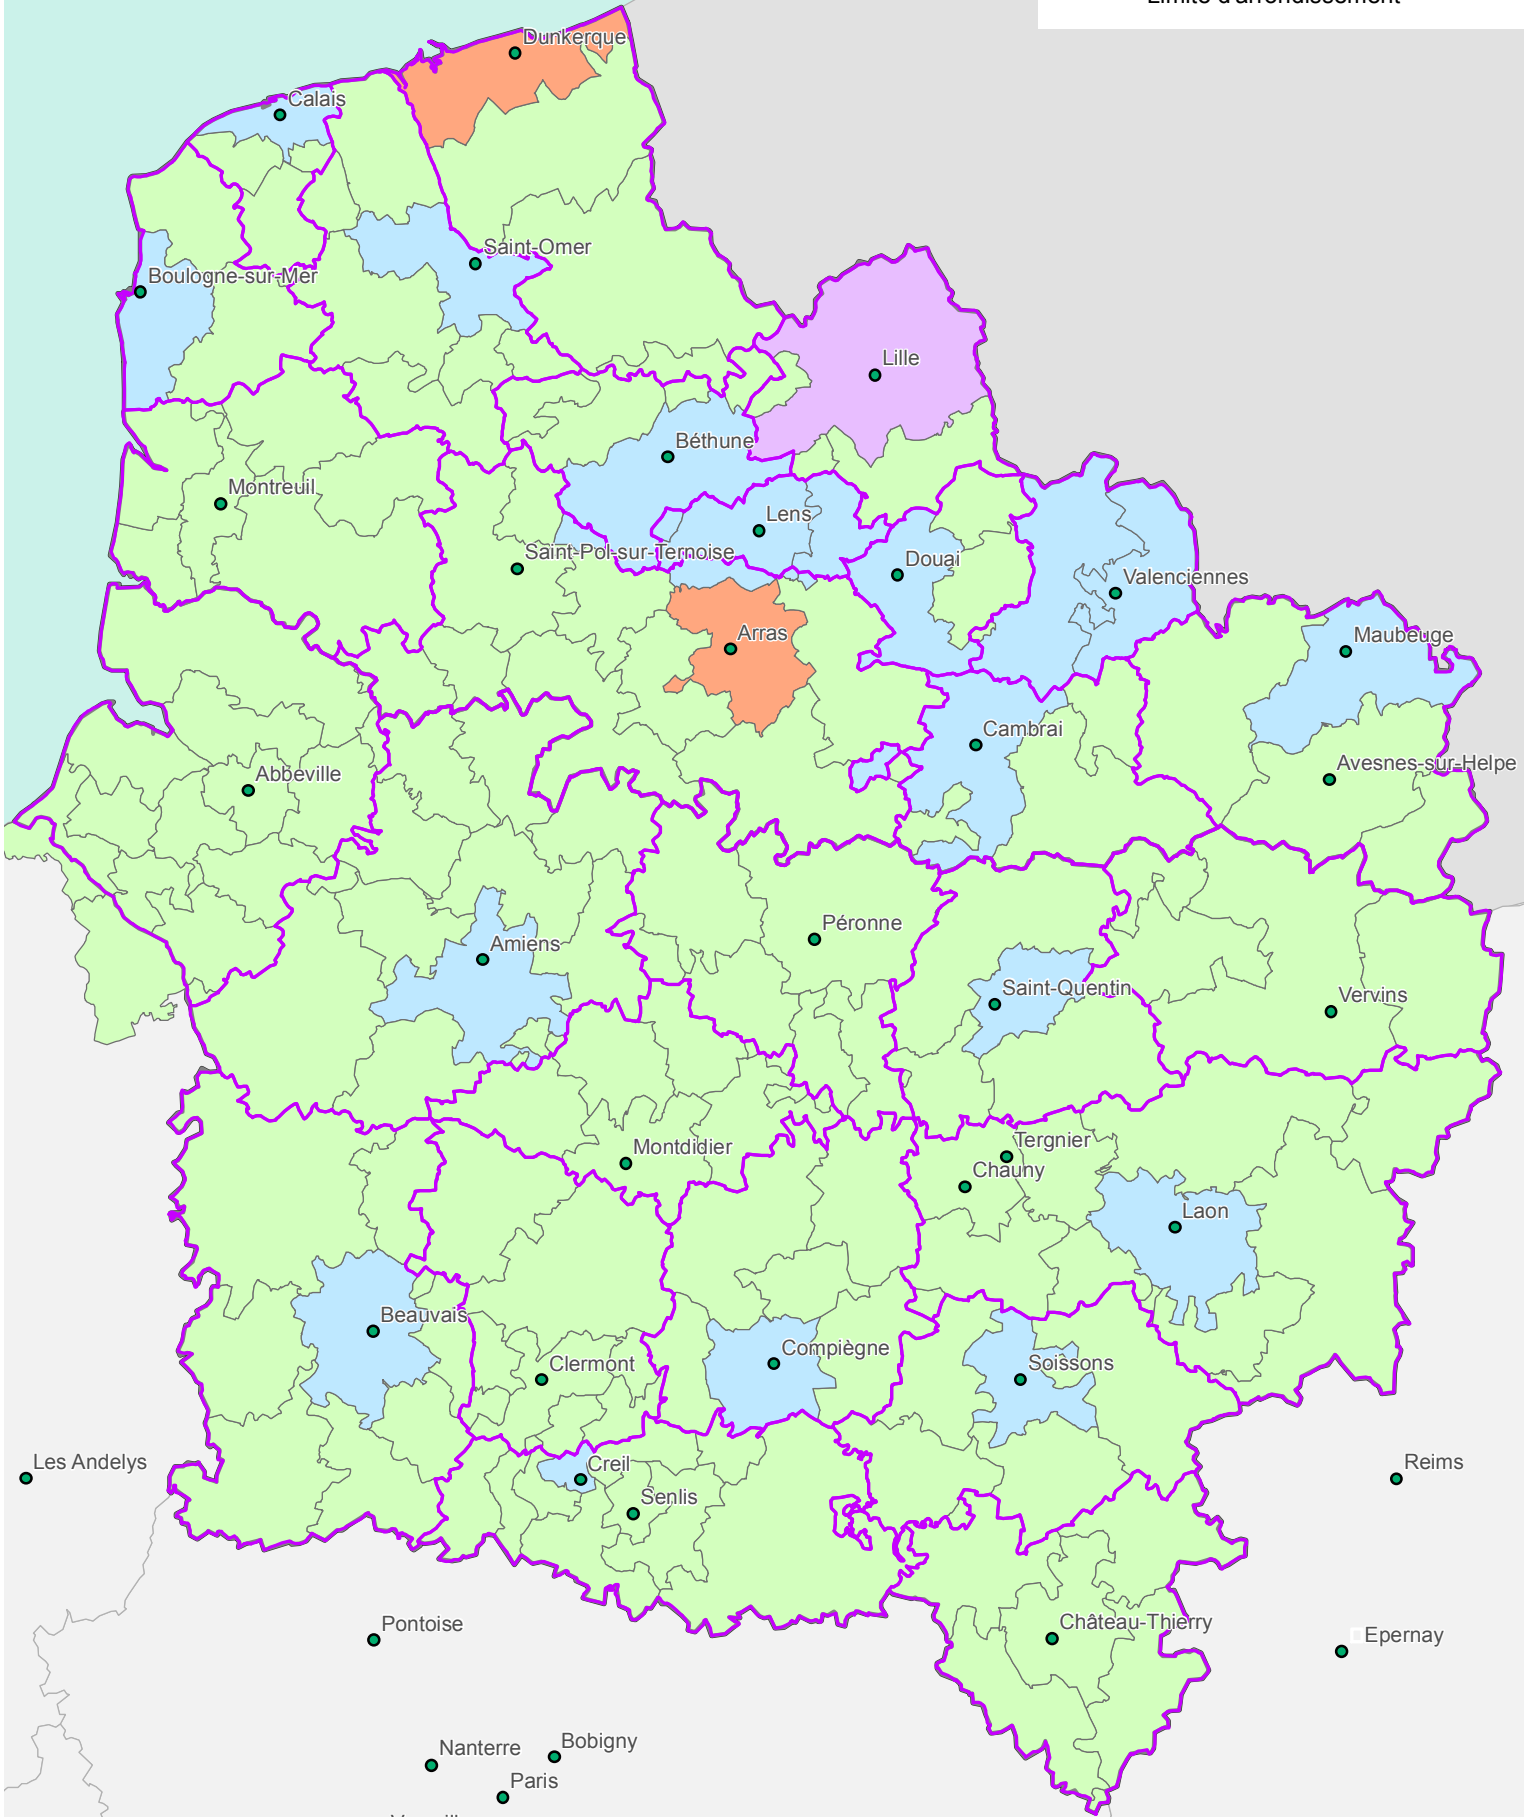 Limite d'arrondissement
Dunkerque
Calais
Saint-Omer
Boulogne-sur-Mer
Lille
Béthune
Montreuil
Lens
Saint-Pol-sur-Ternoise
Douai
Valenciennes
Arras
Maubeuge
Cambrai
Avesnes-sur-Helpe
Abbeville
Péronne
Amiens
Saint-Quentin
Vervins
Tergnier
Montdidier
Chauny
Laon
Beauvais
Compiègne
Clermont
Soissons
Les Andelys
Creil
Reims
Senlis
Château-Thierry
Pontoise
Epernay
Bobigny
Nanterre
Paris